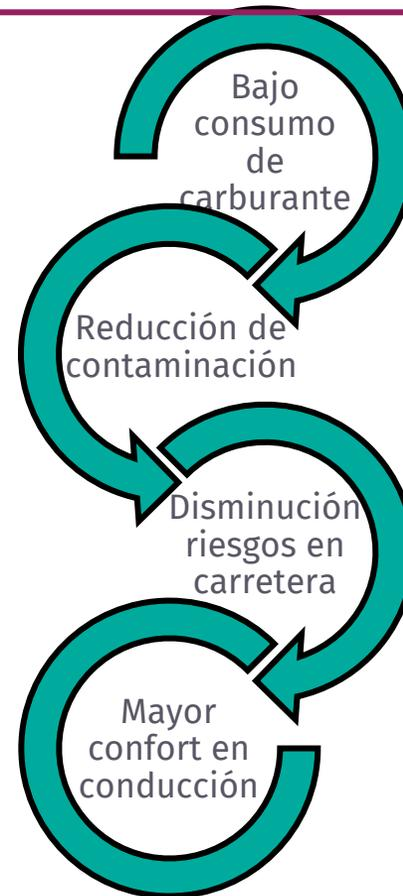 Bajo
consumo
de
carburante
Reducción de
contaminación
Disminución
riesgos en
carretera
Mayor
confort en
conducción